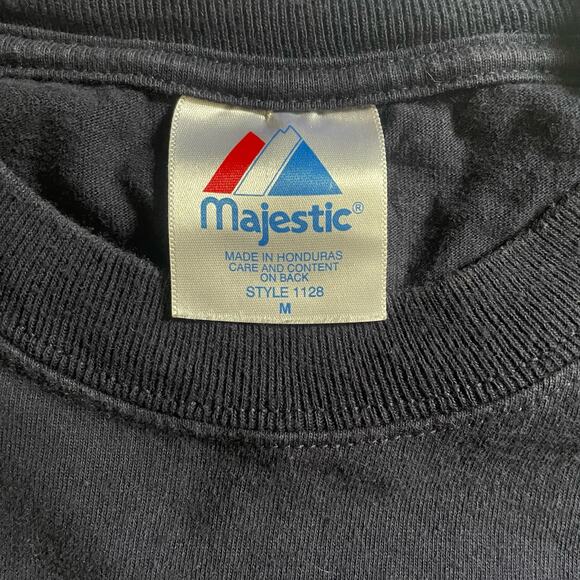 Majestic®
MADE IN HONDURAS
CARE AND CONTENT
ON BACK
STYLE 1128
M